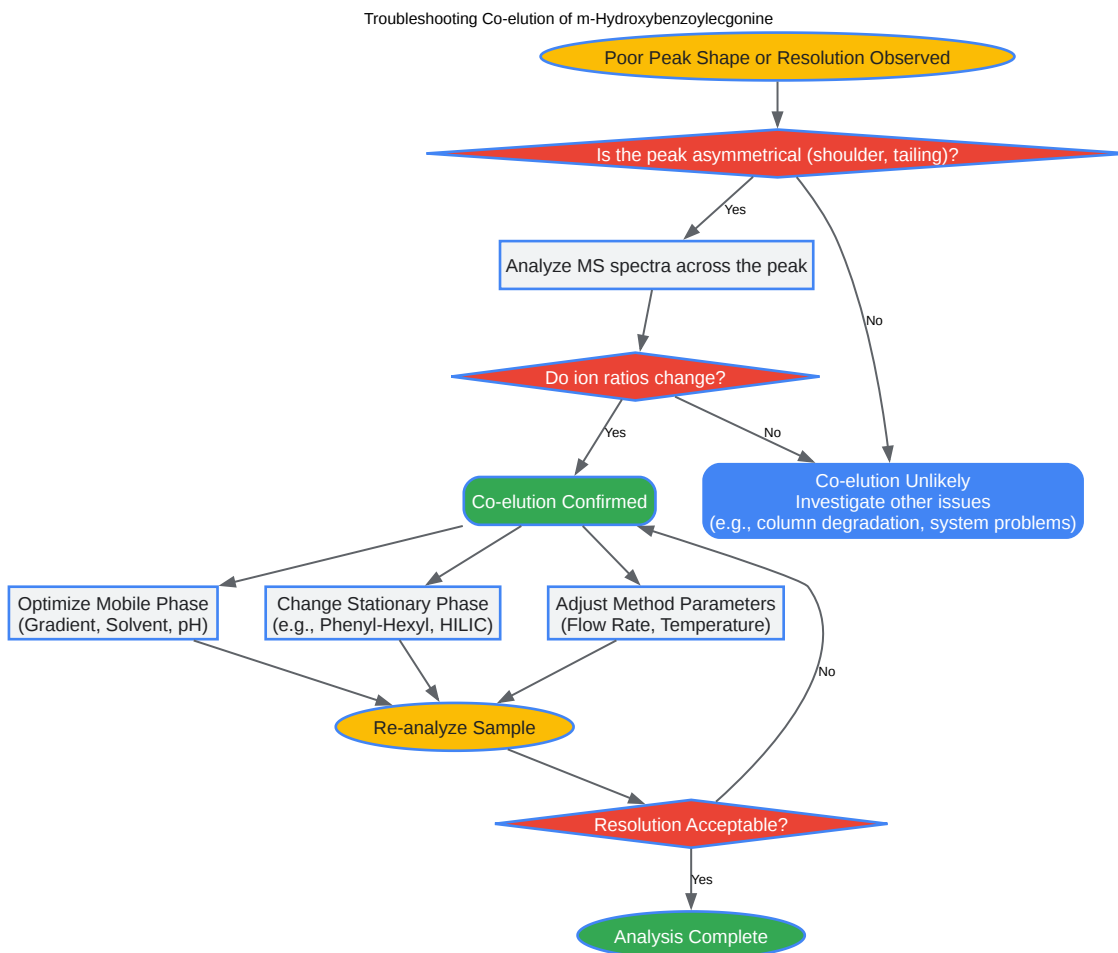 Troubleshooting Co-elution of m-Hydroxybenzoylecgonine
Poor Peak Shape or Resolution Observed
Is the peak asymmetrical (shoulder, tailing)?
Yes
Analyze MS spectra across the peak
No
Do ion ratios change?
Yes
No
Co-elution Unlikely
Investigate other issues
(e.g., column degradation, system problems)
Co-elution Confirmed
Optimize Mobile Phase
(Gradient, Solvent, pH)
Change Stationary Phase
(e.g., Phenyl-Hexyl, HILIC)
Adjust Method Parameters
(Flow Rate, Temperature)
No
Re-analyze Sample
Resolution Acceptable?
Yes
Analysis Complete